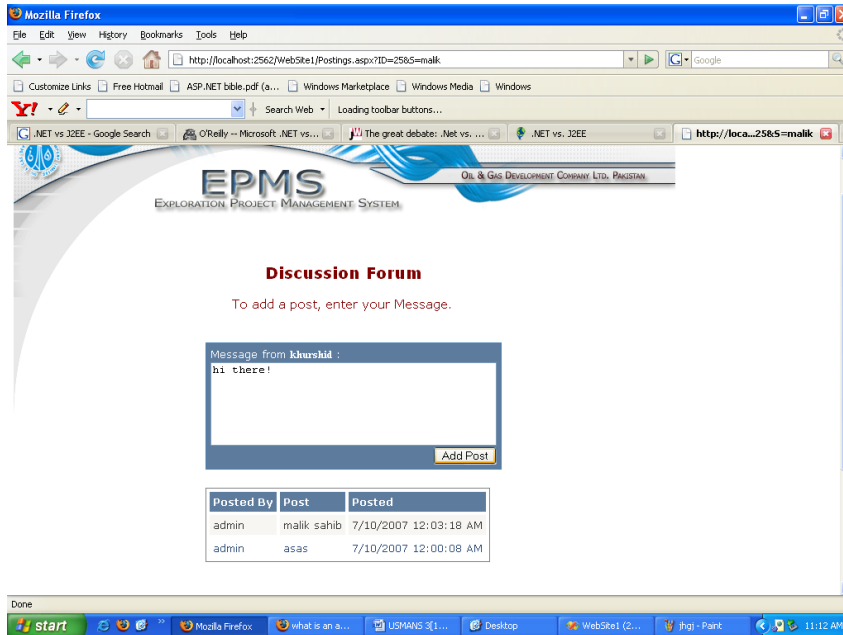 Mozilla Firefox
File Edit View History Bookmarks Tools Help
http://localhost:2562/WebSite1/Postings.aspx?ID=25&S=malik
G Google
Customize Links Free Hotmail ASP.NET bible.pdf (a... Windows Marketplace Windows Media Windows
Y! Search Web Loading toolbar buttons...
.NET vs J2EE - Google Search O'Reilly -- Microsoft .NET vs... The great debate: .Net vs. ... .NET vs. J2EE http://loca...25&S=malik
EPMS
EXPLORATION PROJECT MANAGEMENT SYSTEM
OIL & GAS DEVELOPMENT COMPANY LTD. PAKISTAN
Discussion Forum
To add a post, enter your Message.
Message from khurshid :
hi there!
Add Post
Posted By Post Posted
admin malik sahib 7/10/2007 12:03:18 AM
admin asas 7/10/2007 12:00:08 AM
Done
start Mozilla Firefox what is an a... USMANS 3(1... Desktop WebSite1 (2... jhgj - Paint 11:12 AM